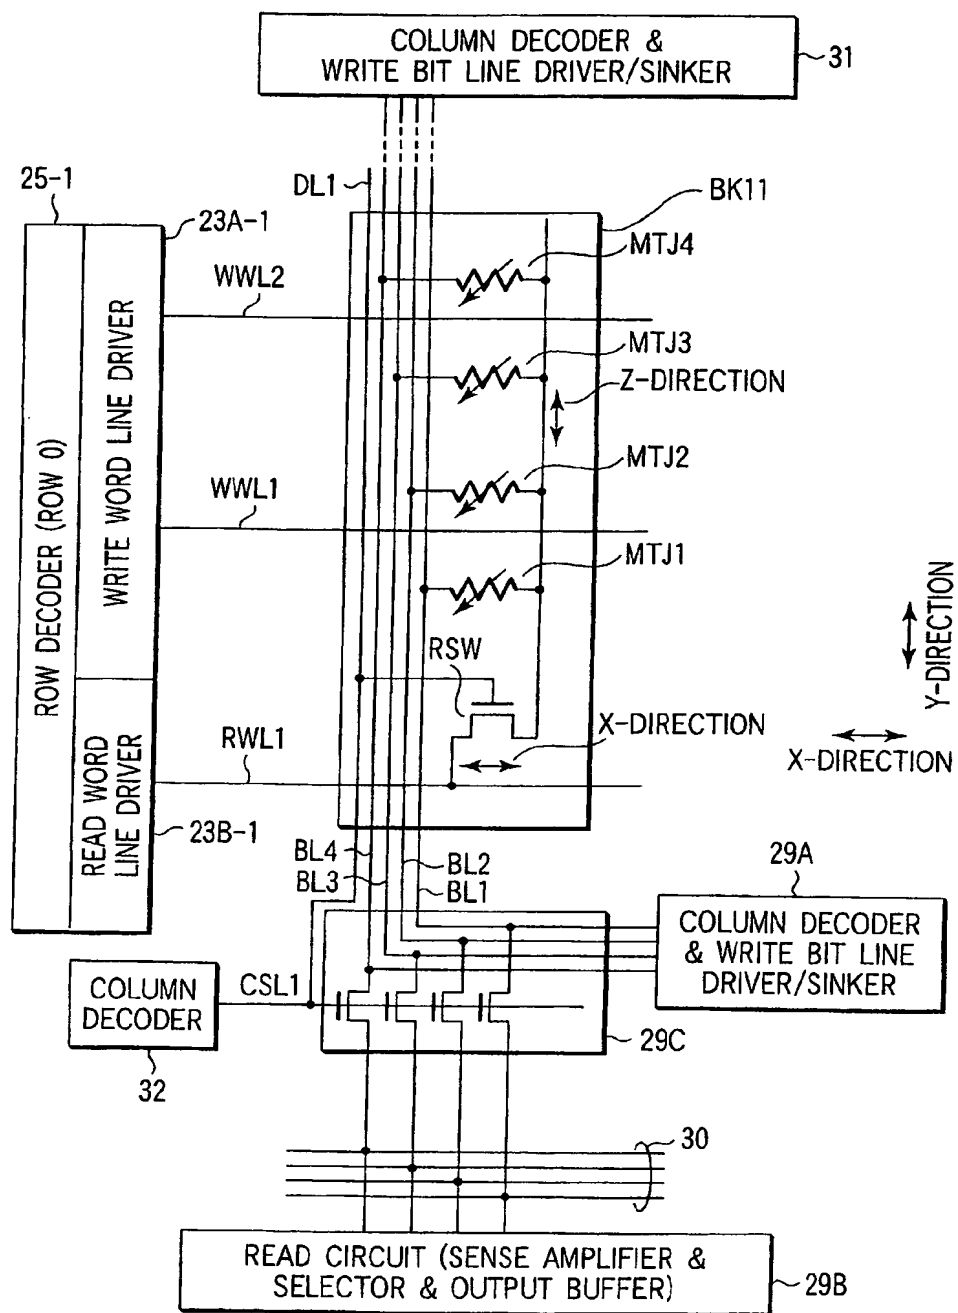 COLUMN DECODER &
WRITE BIT LINE DRIVER/SINKER
31
DL1
BK11
25-1
23A-1
MTJ4
WWL2
MTJ3
Z-DIRECTION
ROW DECODER (ROW 0)
WRITE WORD LINE DRIVER
MTJ2
WWL1
MTJ1
RSW
Y-DIRECTION
X-DIRECTION
X-DIRECTION
RWL1
READ WORD
LINE DRIVER
23B-1
BL4
BL2
BL3
BL1
29A
COLUMN DECODER
& WRITE BIT LINE
DRIVER/SINKER
COLUMN
DECODER
CSL1
32
29C
30
READ CIRCUIT (SENSE AMPLIFIER &
SELECTOR & OUTPUT BUFFER)
29B